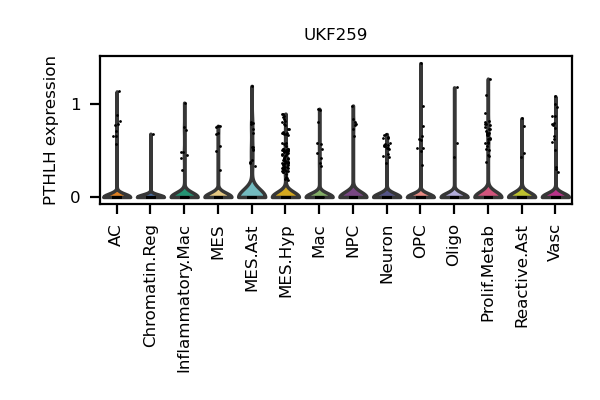 UKF259
PTHLH expression
1
0
AC
Chromatin.Reg
Inflammatory.Mac
MES
MES.Ast
MES.Hyp
Mac
NPC
Neuron
OPC
Oligo
Prolif.Metab
Reactive.Ast
Vasc